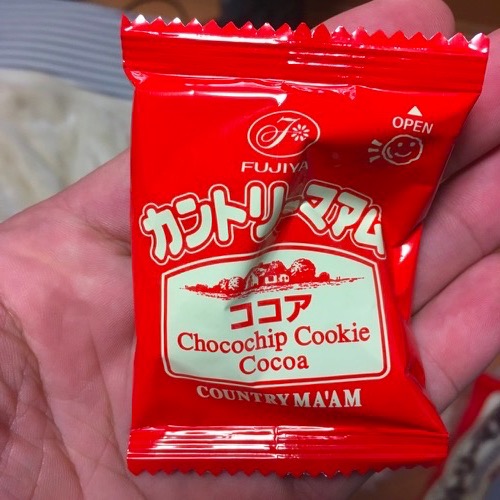 OPEN
F
FUJIYA
カントリーマアム
ココア
Chocochip Cookie
Cocoa
COUNTRY MA'AM